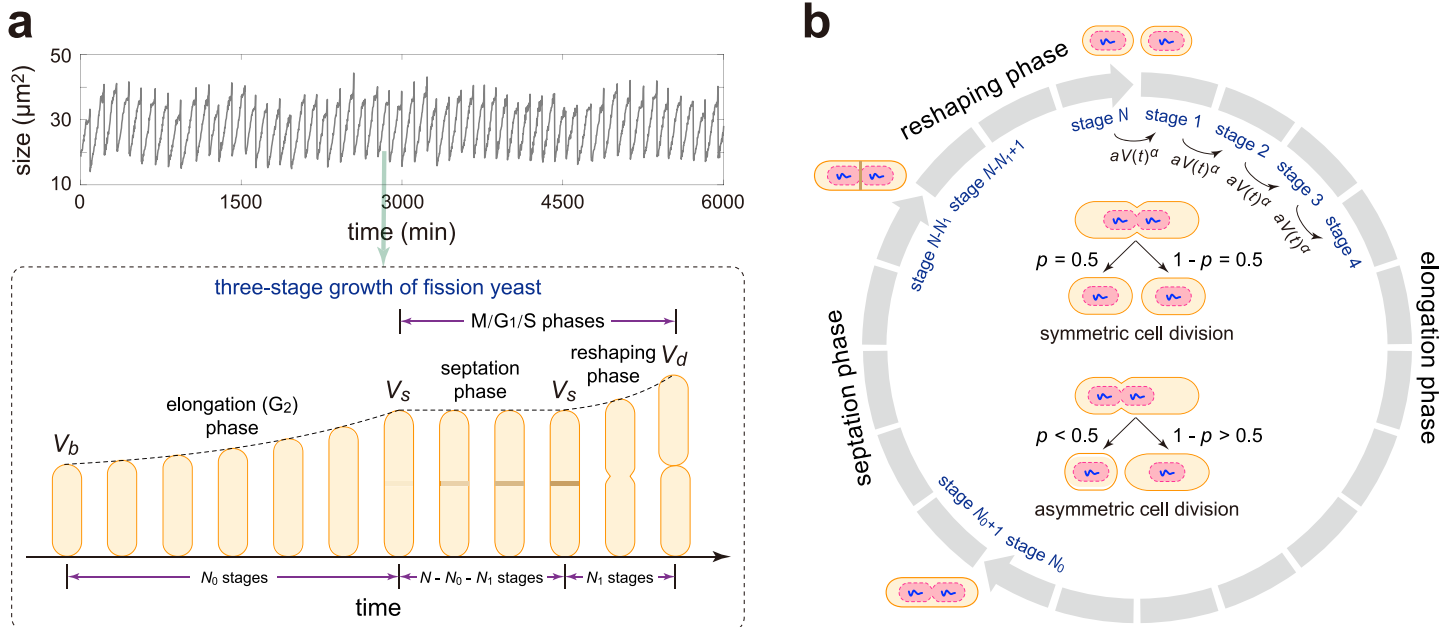 a
size (μm²)
50
30
10
0
1500
3000
4500
6000
time (min)
three-stage growth of fission yeast
M/G₁/S phases
reshaping
phase
V_d
V_s
septation
phase
V_s
elongation (G₂)
phase
V_b
N₀ stages
N - N₀ - N₁ stages
N₁ stages
time
b
reshaping phase
stage N
stage 1
stage 2
stage 3
stage 4
aV(t)^α
aV(t)^α
aV(t)^α
aV(t)^α
stage N-N₁
stage N-N₁+1
elongation phase
septation phase
p = 0.5
1 - p = 0.5
symmetric cell division
p < 0.5
1 - p > 0.5
asymmetric cell division
stage N₀+1
stage N₀